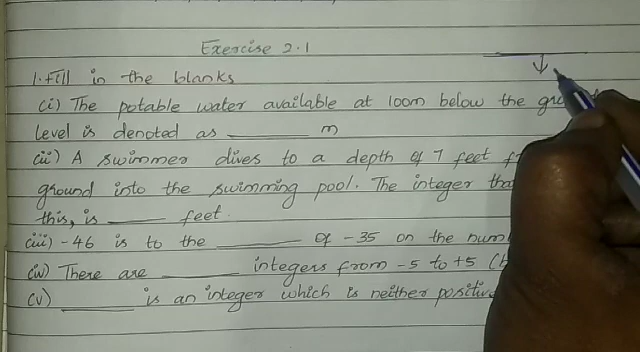 Exercise 2.1
1. Fill in the blanks
(i) The potable water available at 100m below the
level is denoted as ______ m
(ii) A swimmer dives to a depth of 7 feet
ground into the swimming pool. The integer
this, is ______ feet.
(iii) -46 is to the ______ of -35 on the
(iv) There are ______ integers from -5 to +5
(v) ______ is an integer which is neither